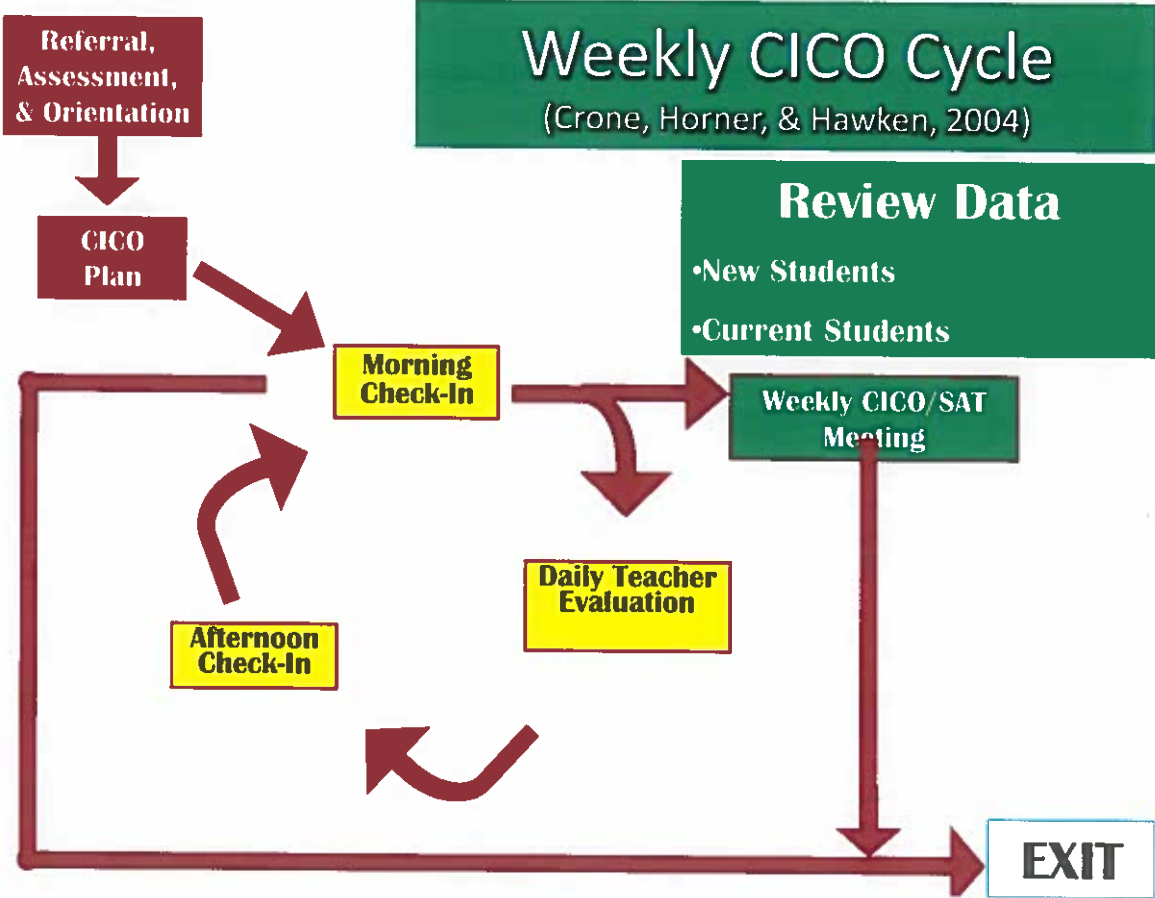 Referral,
Assessment,
& Orientation
Weekly CICO Cycle
(Crone, Horner, & Hawken, 2004)
Review Data
•New Students
•Current Students
CICO
Plan
Morning
Check-In
Weekly CICO/SAT
Meeting
Daily Teacher
Evaluation
Afternoon
Check-In
EXIT